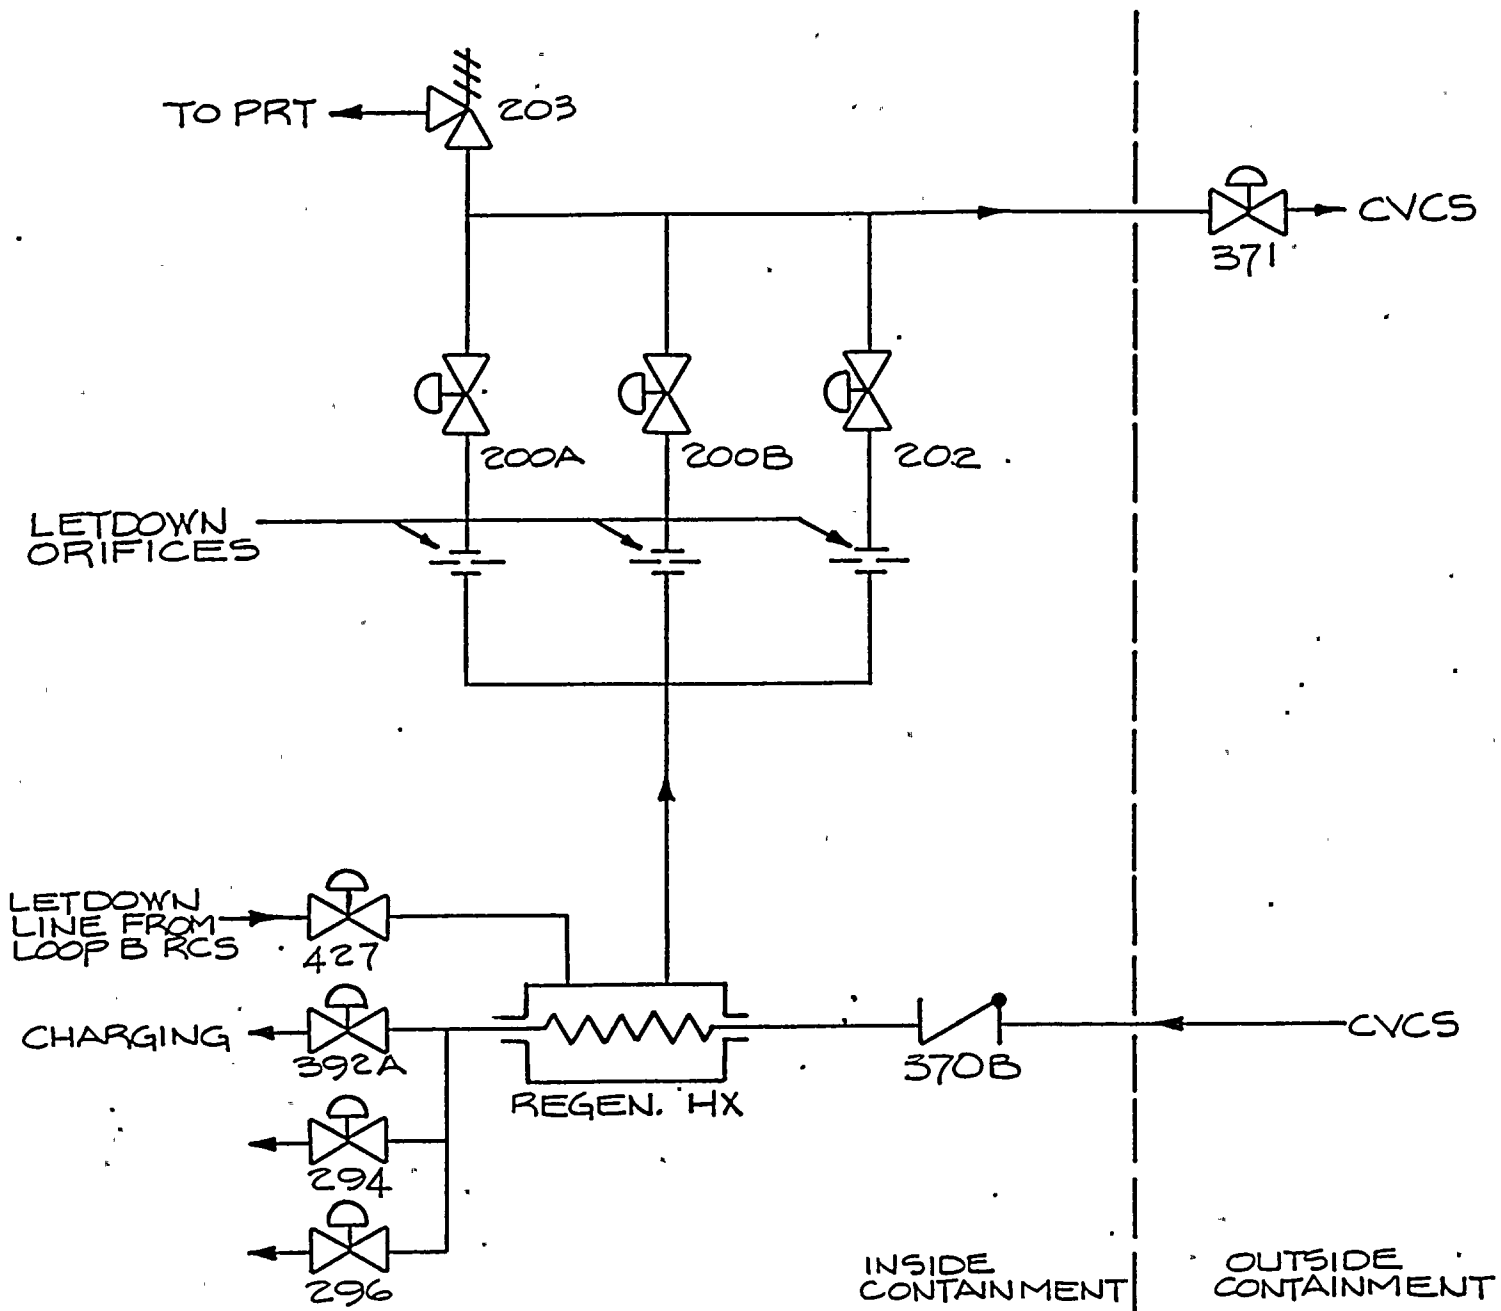 TO PRT
203
CVCS
371
200A
200B
202
LETDOWN
ORIFICES
LETDOWN
LINE FROM
LOOP B RCS
427
CHARGING
392A
370B
CVCS
REGEN. HX
294
296
INSIDE
CONTAINMENT
OUTSIDE
CONTAINMENT